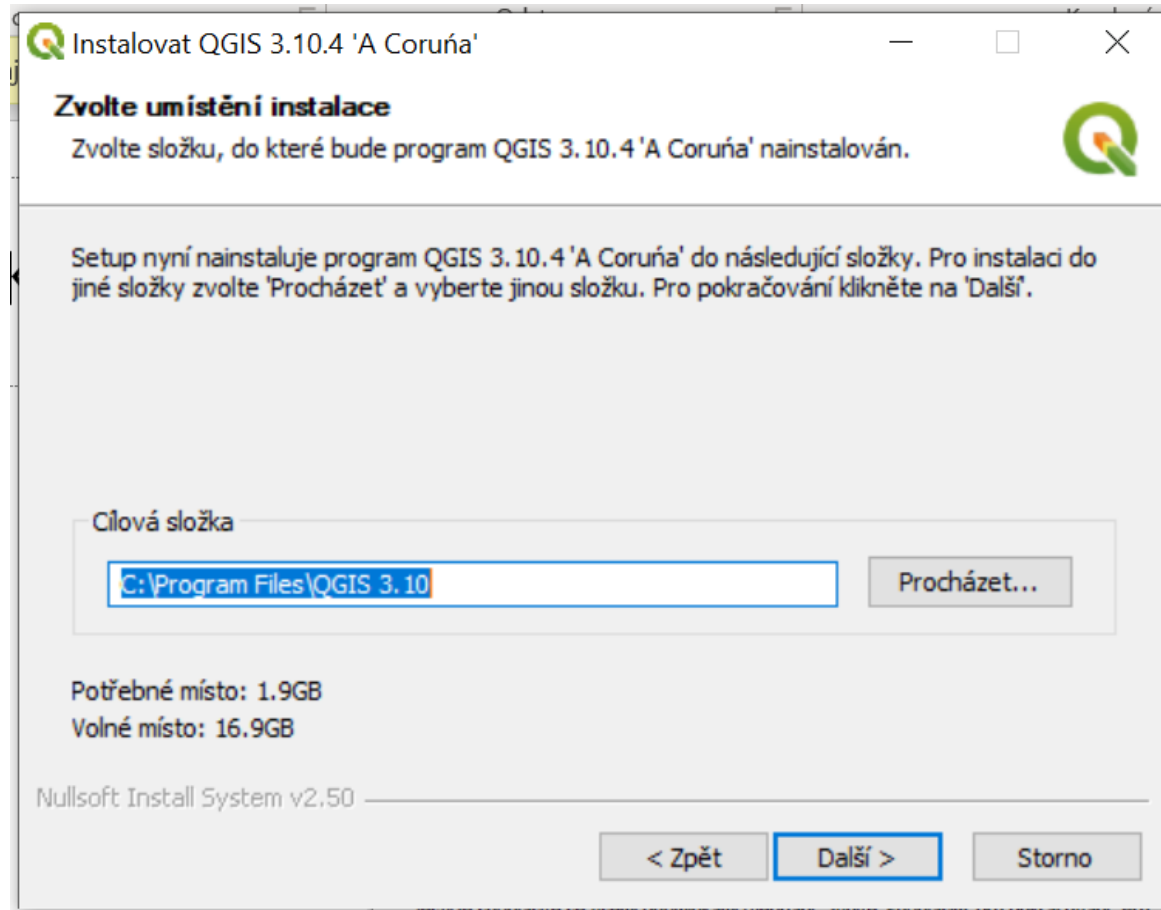 Instalovat QGIS 3.10.4 'A Coruńa'
Zvolte umístění instalace
Zvolte složku, do které bude program QGIS 3.10.4 'A Coruńa' nainstalován.
Setup nyní nainstaluje program QGIS 3.10.4 'A Coruńa' do následující složky. Pro instalaci do
jiné složky zvolte 'Procházet' a vyberte jinou složku. Pro pokračování klikněte na 'Další'.
Cílová složka
C:\Program Files\QGIS 3.10
Procházet...
Potřebné místo: 1.9GB
Volné místo: 16.9GB
Nullsoft Install System v2.50
< Zpět
Další >
Storno